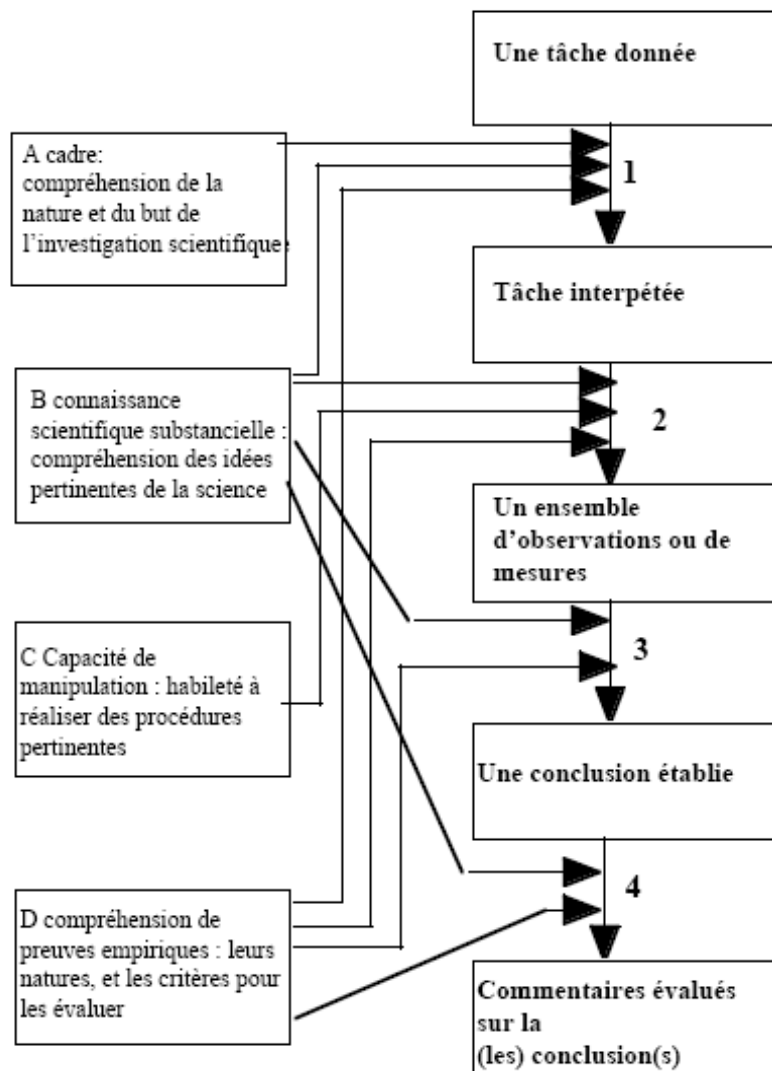 Une tâche donnée
A cadre:
compréhension de la
nature et du but de
l'investigation scientifique
1
Tâche interpétée
B connaissance
scientifique substancielle :
compréhension des idées
pertinentes de la science
2
Un ensemble
d'observations ou de
mesures
C Capacité de
manipulation : habileté à
réaliser des procédures
pertinentes
3
Une conclusion établie
D compréhension de
preuves empiriques : leurs
natures, et les critères pour
les évaluer
4
Commentaires évalués
sur la
(les) conclusion(s)